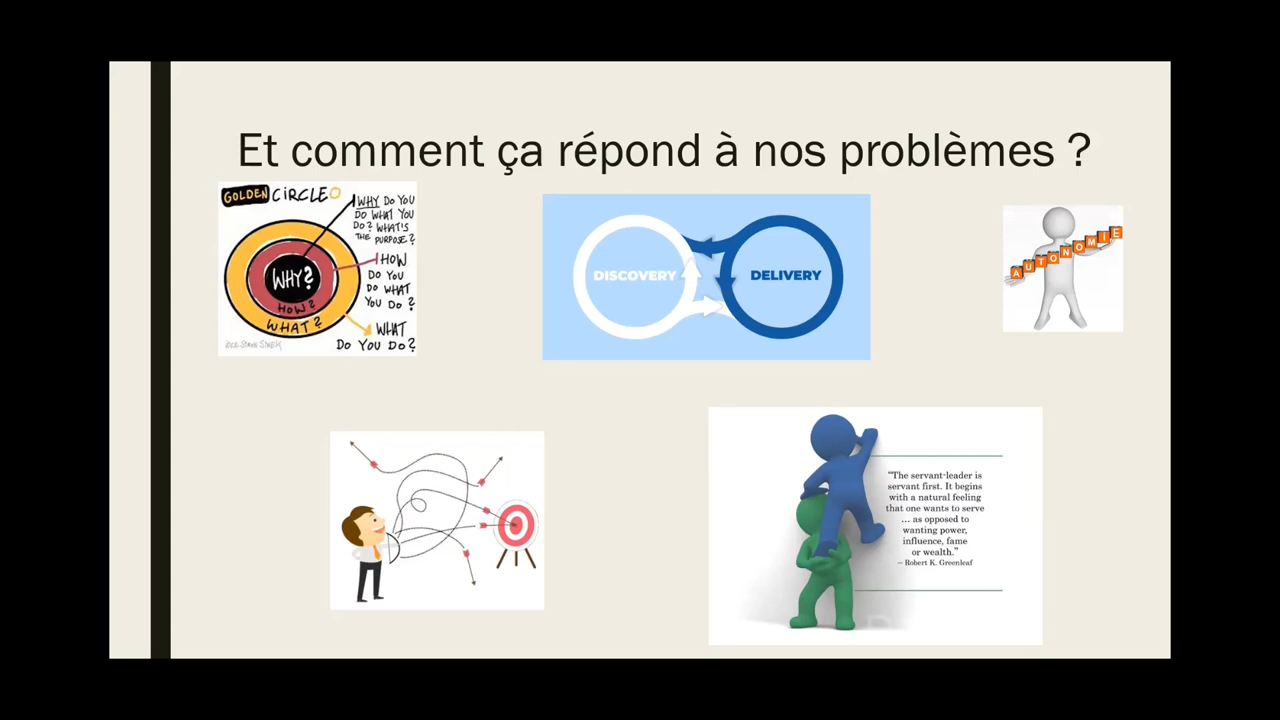 Et comment ça répond à nos problèmes ?
GOLDEN CIRCLE
WHY DO YOU
DO WHAT YOU
DO? WHAT'S
THE PURPOSE?
HOW
DO YOU
DO WHAT
YOU DO?
WHAT
DO YOU DO?
WHY?
HOW?
WHAT?
DISCOVERY
DELIVERY
AUTONOMIE
“The servant-leader is
servant first. It begins
with a natural feeling
that one wants to serve
... as opposed to
wanting power,
influence, fame
or wealth.”
– Robert K. Greenleaf